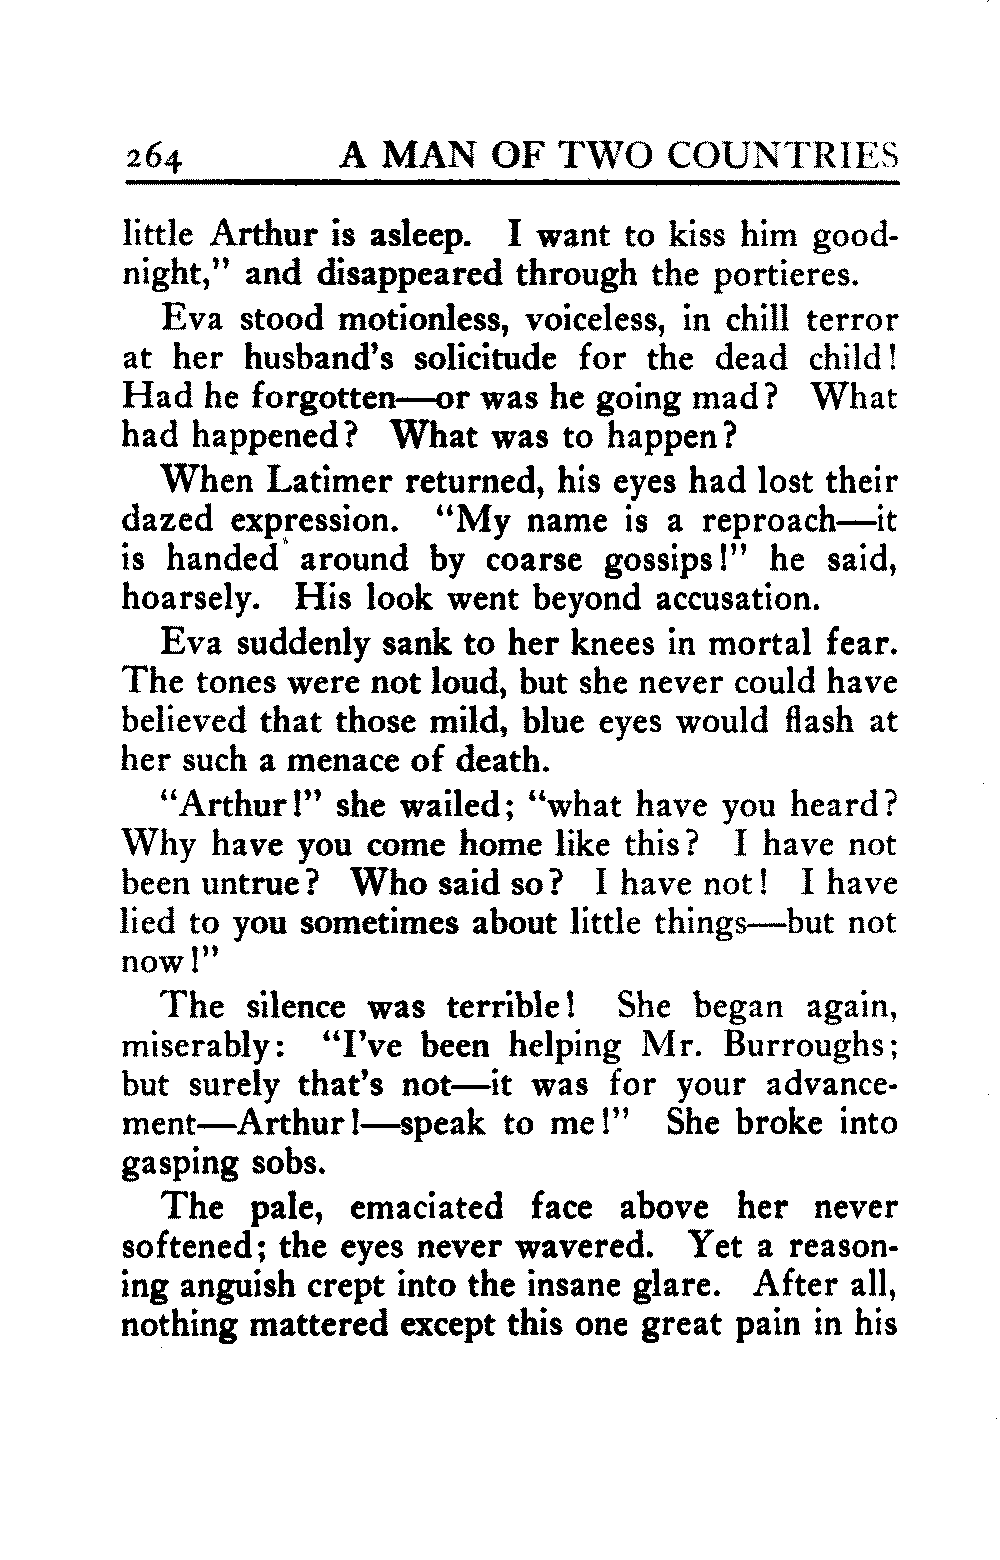 264 A MAN OF TWO COUNTRIES
little Arthur is asleep. I want to kiss him good-
night,” and disappeared through the portieres.
Eva stood motionless, voiceless, in chill terror
at her husband’s solicitude for the dead child!
Had he forgotten—or was he going mad? What
had happened? What was to happen?
When Latimer returned, his eyes had lost their
dazed expression. “My name is a reproach—it
is handed around by coarse gossips!” he said,
hoarsely. His look went beyond accusation.
Eva suddenly sank to her knees in mortal fear.
The tones were not loud, but she never could have
believed that those mild, blue eyes would flash at
her such a menace of death.
“Arthur!” she wailed; “what have you heard?
Why have you come home like this? I have not
been untrue? Who said so? I have not! I have
lied to you sometimes about little things—but not
now!”
The silence was terrible! She began again,
miserably: “I’ve been helping Mr. Burroughs;
but surely that’s not—it was for your advance-
ment—Arthur!—speak to me!” She broke into
gasping sobs.
The pale, emaciated face above her never
softened; the eyes never wavered. Yet a reason-
ing anguish crept into the insane glare. After all,
nothing mattered except this one great pain in his